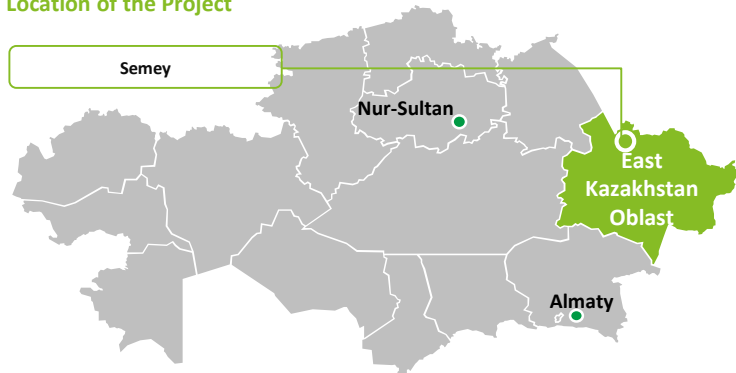 Location of the Project
Semey
Nur-Sultan
East
Kazakhstan
Oblast
Almaty